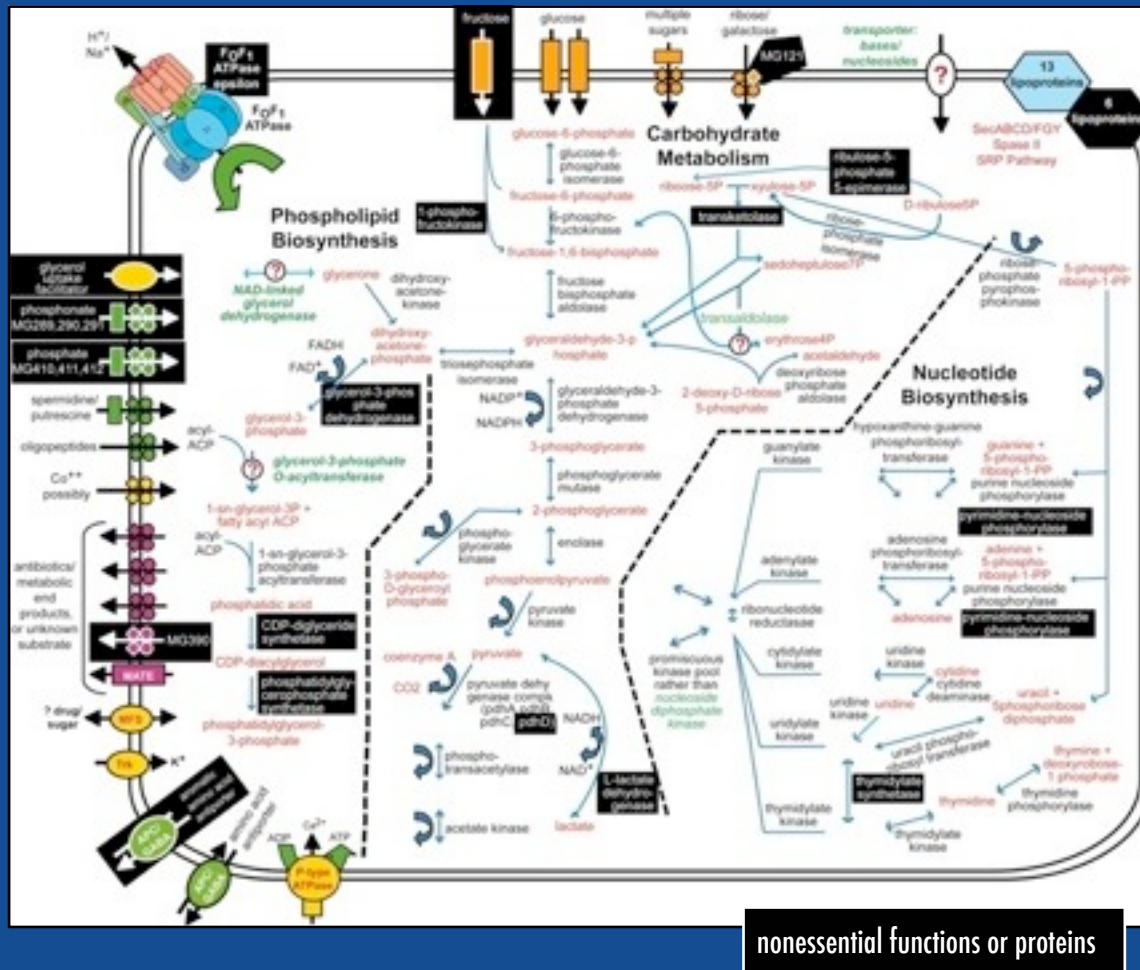 H+/
Na+
FOF1
ATPase
epsilon
FOF1
ATPase
fructose
glucose
multiple
sugars
ribose/
galactose
MG121
transporter:
bases/
nucleosides
?
13
lipoproteins
6
lipoproteins
SecABCD/FGY
Spase II
SRP Pathway
Carbohydrate
Metabolism
glucose-6-phosphate
glucose-6-
phosphate
isomerase
fructose-6-phosphate
1-phospho-
fructokinase
6-phospho-
fructokinase
fructose-1,6-bisphosphate
fructose
bisphosphate
aldolase
ribulose-5-
phosphate
5-epimerase
riboose-5P
xyulose-5P
transketolase
D-ribulose5P
ribose-
phosphate
isomerase
sedoheptulose7P
ribose-
phosphate
pyrophos-
phokinase
5-phospho-
ribosyl-1-PP
transaldolase
?
erythrose4P
acetaldehyde
deoxyribose
phosphate
aldolase
2-deoxy-D-ribose
5-phosphate
glyceraldehyde-3-p
hosphate
Phospholipid
Biosynthesis
?
glycerone
NAD-linked
glycerol
dehydrogenase
dihydroxy-
acetone-
kinase
dihydroxy-
acetone-
phosphate
triosephosphate
isomerase
FADH
FAD+
glycerol-3-phos
phate
dehydrogenase
glycerol-3-
phosphate
acyl-
ACP
?
glycerol-3-phosphate
O-acyltransferase
1-sn-glycerol-3P +
fatty acyl ACP
acyl-
ACP
1-sn-glycerol-3-
phosphate
acyltransferase
phosphatidic acid
CDP-diglyceride
synthetase
CDP-diacylglycerol
phosphatidylgly
cerophosphate
synthetase
phosphatidylglycerol-
3-phosphate
glycerol
uptake
facilitator
phosphonate
MG289,290,291
phosphate
MG410,411,412
spermidine/
putrescine
oligopeptides
Co++
possibly
antibiotics/
metabolic
end
products,
or unknown
substrate
MG390
MATE
? drug/
sugar
MFS
Trk
K+
aromatic
amino acid
antiporter
APC/
GABA
amino acid
antiporter
APC/
GABA
ADP
Ca2+
ATP
P-type
ATPase
NADP+
NADPH
glyceraldehyde-3-
phosphate
dehydrogenase
3-phosphoglycerate
phosphoglycerate
mutase
2-phosphoglycerate
phospho-
glycerate
kinase
enolase
3-phospho-
D-glyceroyl
phosphate
phosphoenolpyruvate
pyruvate
kinase
coenzyme A
pyruvate
CO2
pyruvate dehy
genase complx
(pdhA, pdhB,
pdhC, pdhD)
NADH
NAD+
phospho-
transacetylase
L-lactate
dehydro-
genase
acetate kinase
lactate
Nucleotide
Biosynthesis
guanylate
kinase
hypoxanthine-guanine
phosphoribosyl-
transferase
guanine +
5-phospho-
ribosyl-1-PP
purine nucleoside
phosphorylase
pyrimidine-nucleoside
phosphorylase
adenylate
kinase
adenosine
phosphoribosyl-
transferase
adenine +
5-phospho-
ribosyl-1-PP
purine nucleoside
phosphorylase
adenosine
pyrimidine-nucleoside
phosphorylase
ribonucleotide
reductasae
promiscuous
kinase pool
rather than
nucleoside
diphosphate
kinase
cytidylate
kinase
uridine
kinase
cytidine
cytidine
deaminase
uridine
kinase
uridine
uracil +
5phosphoribose
diphosphate
uridylate
kinase
uracil phospho-
ribosyl transferase
thymidylate
synthetase
thymine +
deoxyrobose-
1 phosphate
thymidine
thymidine
phosphorylase
thymidylate
kinase
thymidylate
kinase
nonessential functions or proteins